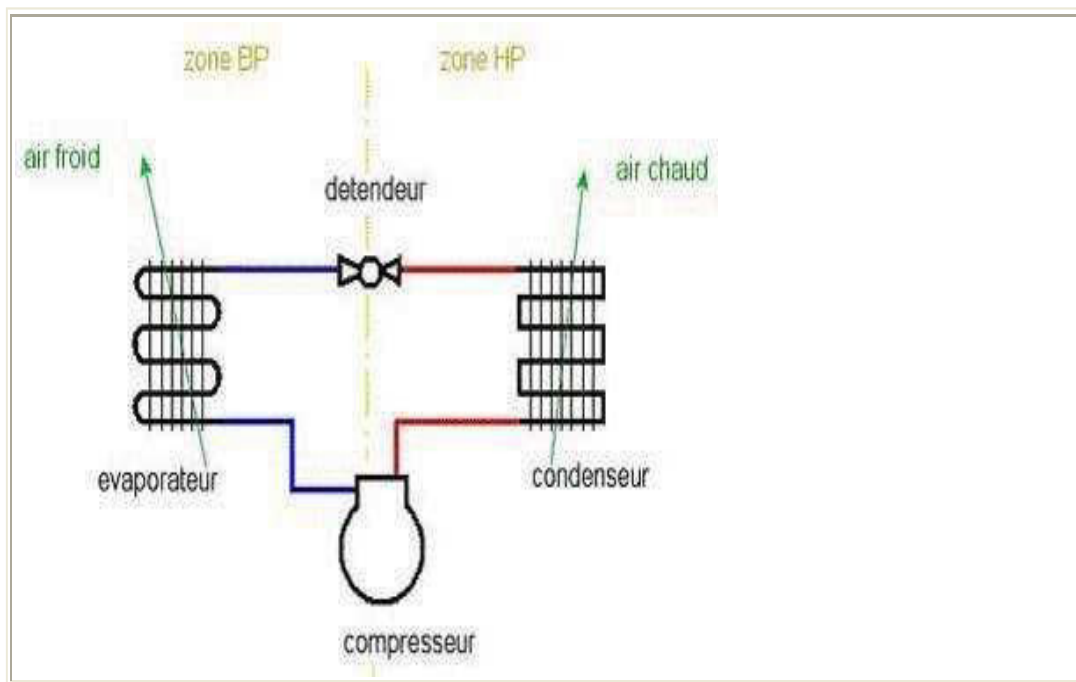 zone BP
zone HP
air froid
air chaud
detendeur
evaporateur
condenseur
compresseur